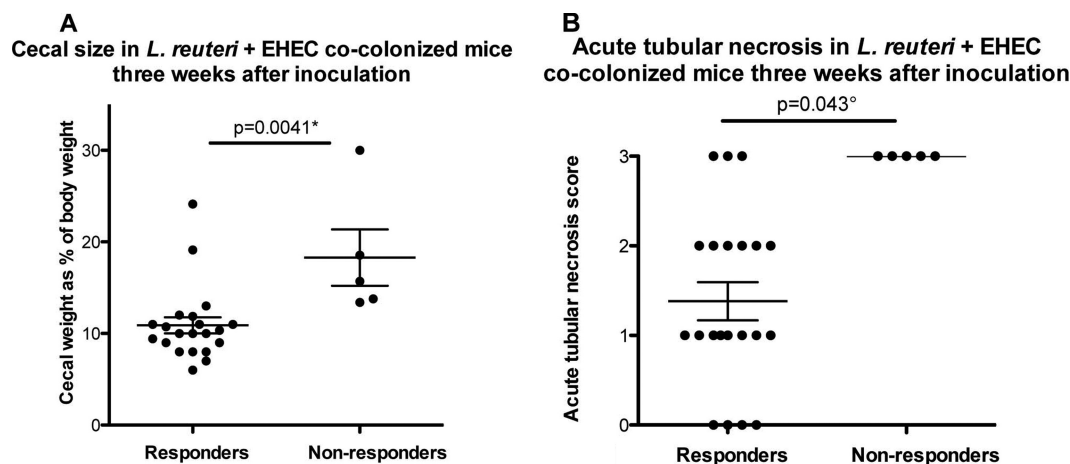 A
Cecal size in L. reuteri + EHEC co-colonized mice
three weeks after inoculation
p=0.0041*
Cecal weight as % of body weight
30
20
10
0
Responders
Non-responders
B
Acute tubular necrosis in L. reuteri + EHEC
co-colonized mice three weeks after inoculation
p=0.043°
Acute tubular necrosis score
3
2
1
0
Responders
Non-responders